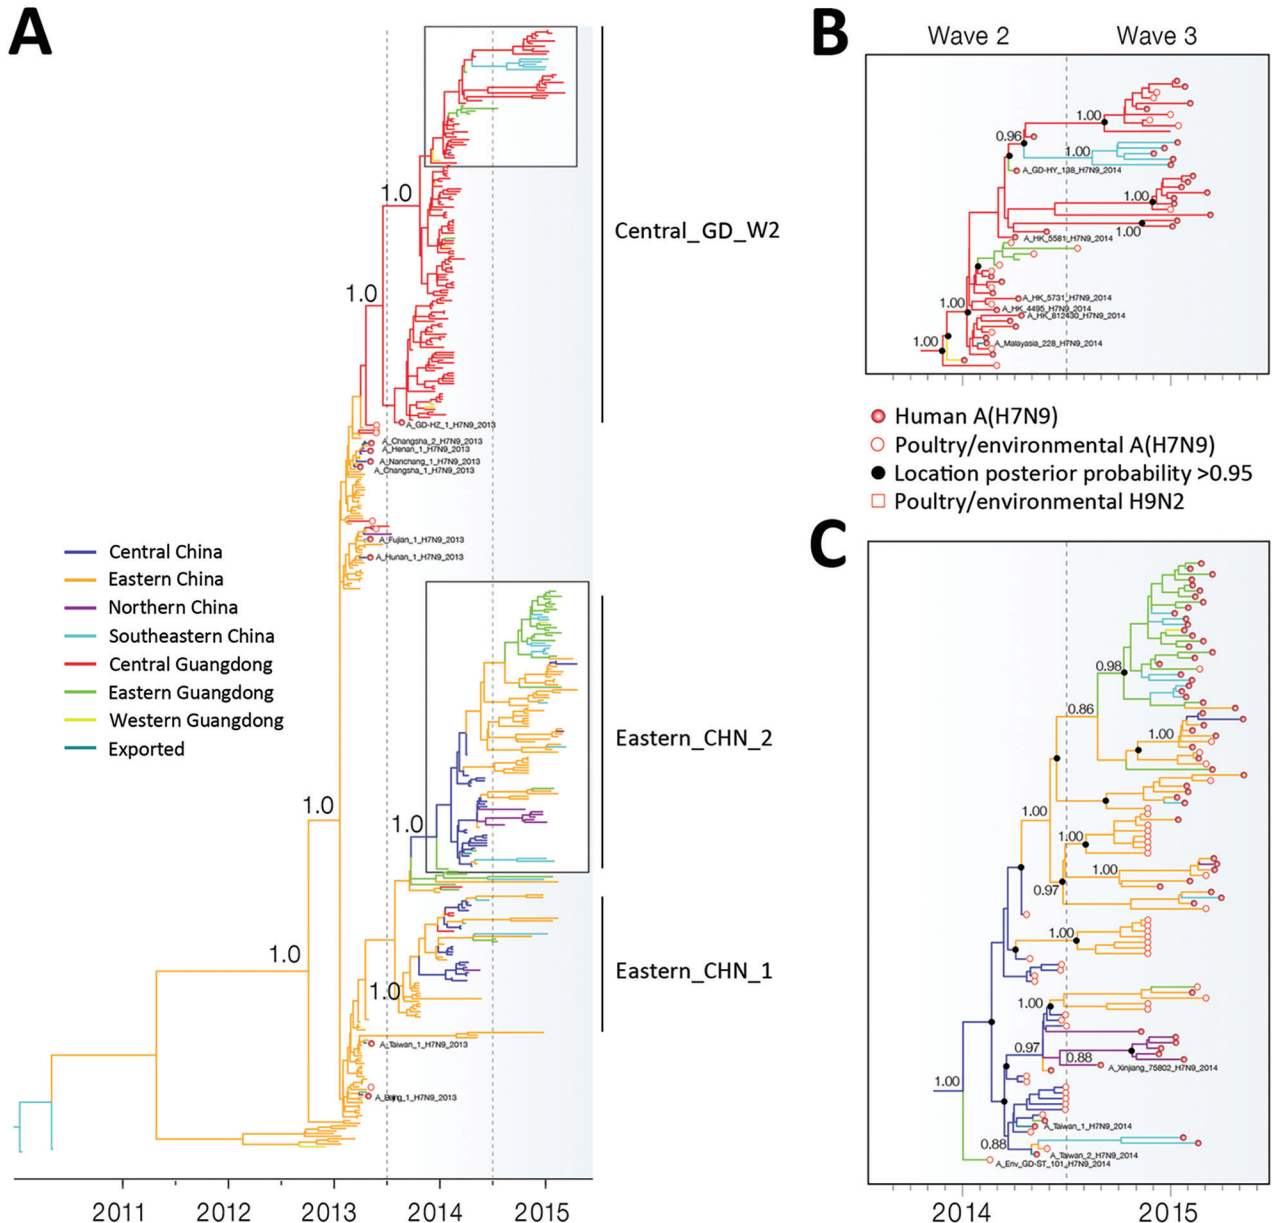 A
1.0
Central_GD_W2
1.0
A_GD-HZ_1_H7N9_2013
A_Changsha_2_H7N9_2013
A_Henan_1_H7N9_2013
A_Nanchang_1_H7N9_2013
A_Changsha_1_H7N9_2013
A_Fujian_1_H7N9_2013
A_Hunan_1_H7N9_2013
Central China
Eastern China
Northern China
Southeastern China
Central Guangdong
Eastern Guangdong
Western Guangdong
Exported
Eastern_CHN_2
1.0
1.0
1.0
Eastern_CHN_1
1.0
A_Taiwan_1_H7N9_2013
2011
2012
2013
2014
2015
B
Wave 2
Wave 3
1.00
0.96
1.00
A_GD-HY_138_H7N9_2014
1.00
1.00
A_HK_5581_H7N9_2014
A_HK_5731_H7N9_2014
1.00
A_HK_4495_H7N9_2014
A_HK_812430_H7N9_2014
1.00
A_Malayasia_228_H7N9_2014
Human A(H7N9)
Poultry/environmental A(H7N9)
Location posterior probability >0.95
Poultry/environmental H9N2
C
0.98
0.86
1.00
1.00
1.00
1.00
0.97
1.00
1.00
0.97
0.88
A_Xinjiang_75802_H7N9_2014
1.00
A_Taiwan_1_H7N9_2014
0.88
A_Taiwan_2_H7N9_2014
A_Env_GD-ST_101_H7N9_2014
2014
2015